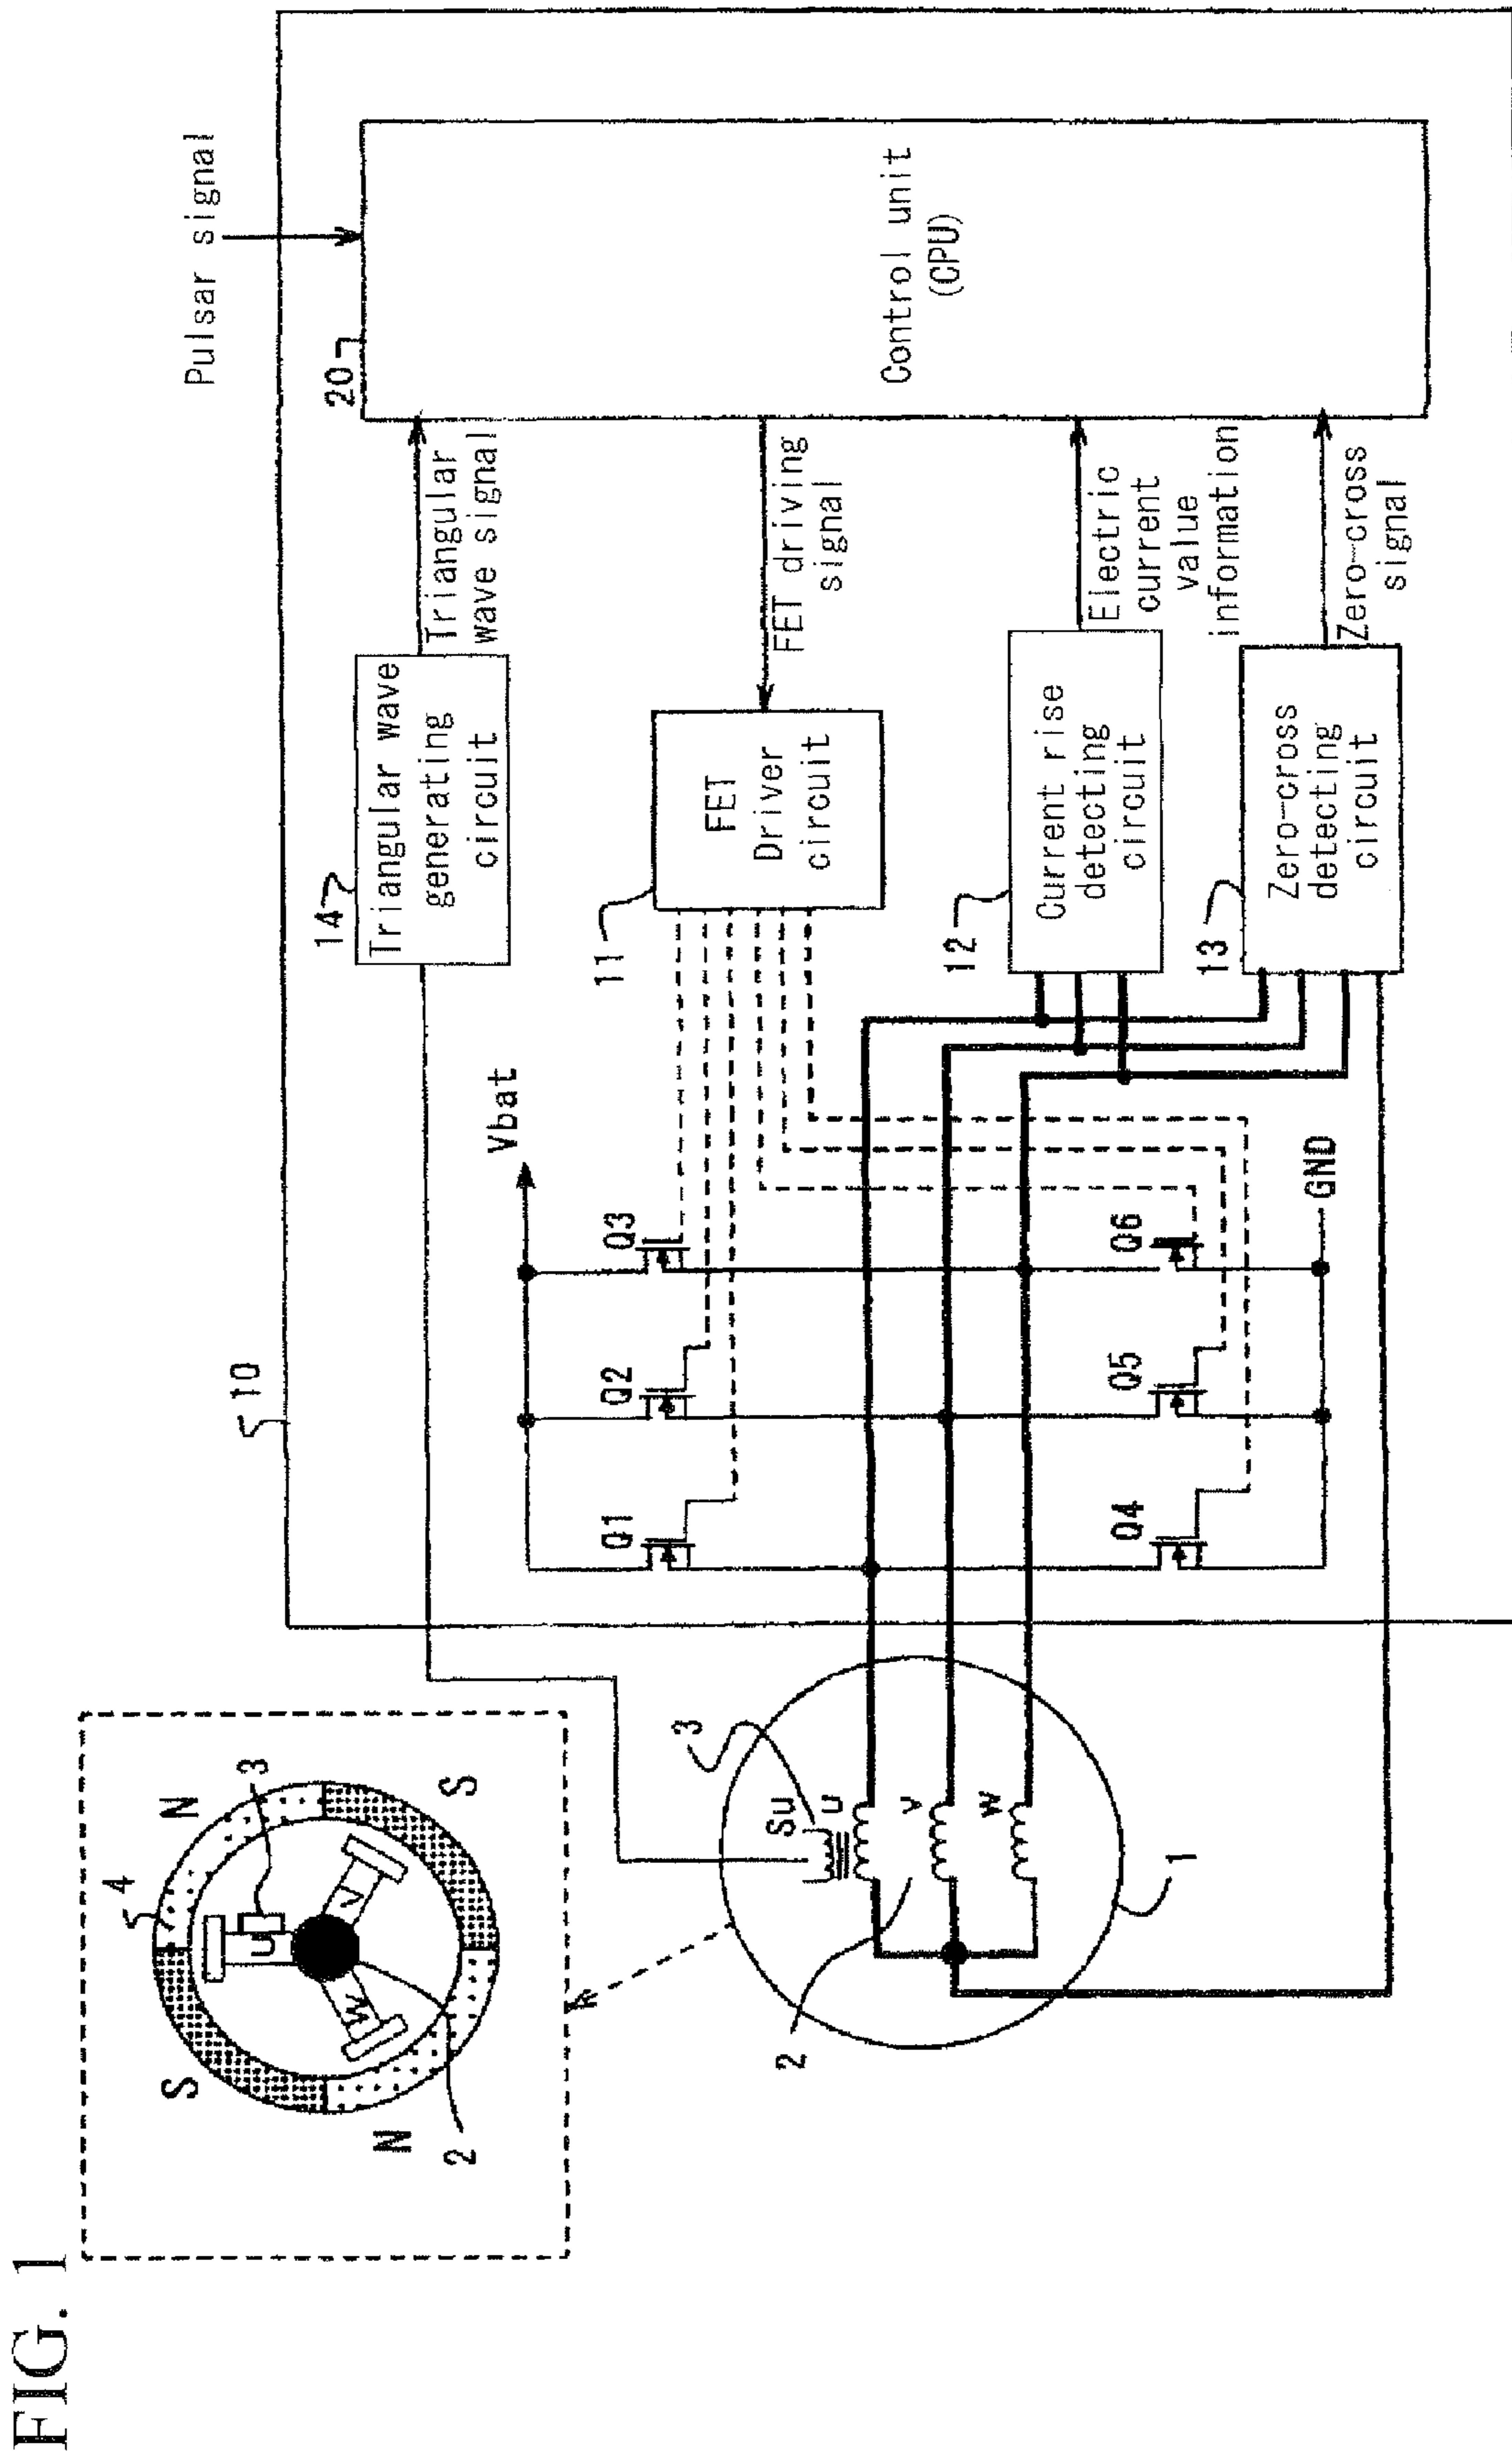 FIG. 1
4
N
3
S
U
V
W
S
N
2
10
Pulsar signal
14
Triangular wave
generating
circuit
Triangular
wave signal
20
Vbat
Q1
Q2
Q3
11
FET
Driver
circuit
FET driving
signal
Control unit
(CPU)
3
Su
U
V
W
2
1
12
Current rise
detecting
circuit
Electric
current
value
information
Q4
Q5
Q6
GND
13
Zero-cross
detecting
circuit
Zero-cross
signal